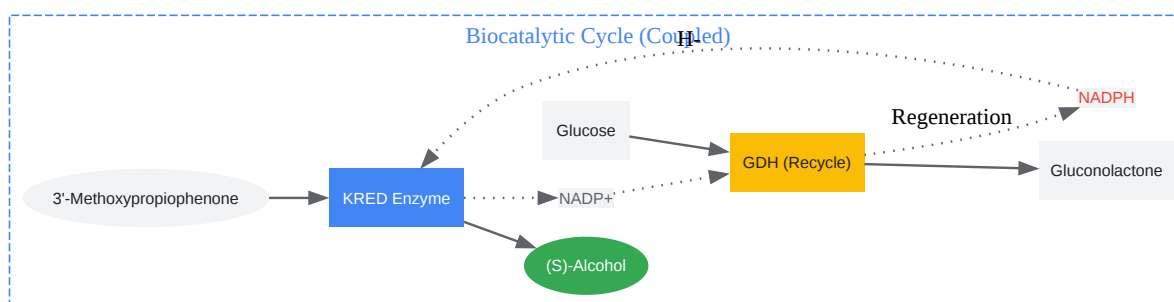 Biocatalytic Cycle (Coupled)
H-
NADPH
Regeneration
Glucose
GDH (Recycle)
Gluconolactone
3'-Methoxypropiophenone
KRED Enzyme
NADP+
(S)-Alcohol